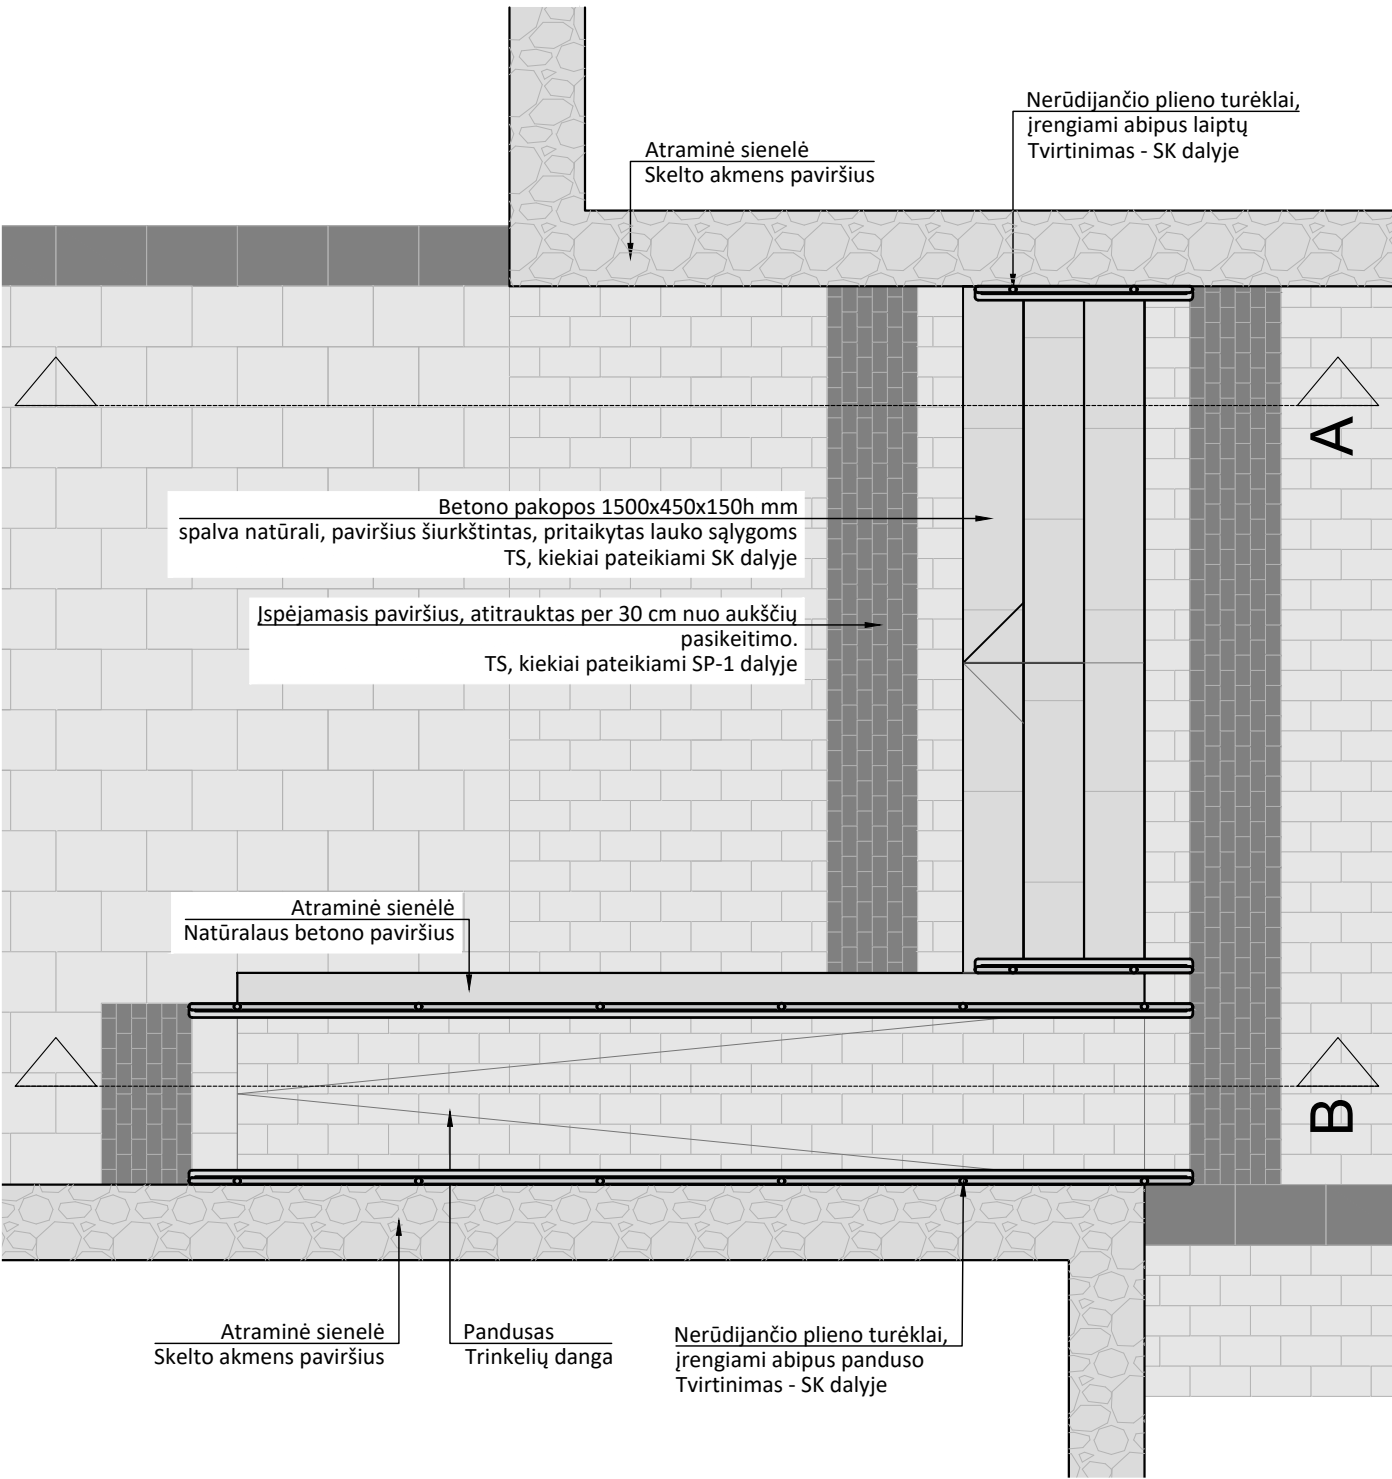 Nerūdijančio plieno turėklai,
įrengiami abipus laiptų
Tvirtinimas - SK dalyje
Atraminė sienelė
Skelto akmens paviršius
A
Betono pakopos 1500x450x150h mm
spalva natūrali, paviršius šiurkštintas, pritaikytas lauko sąlygoms
TS, kiekiai pateikiami SK dalyje
Įspėjamasis paviršius, atitrauktas per 30 cm nuo aukščių
pasikeitimo.
TS, kiekiai pateikiami SP-1 dalyje
Atraminė sienėlė
Natūralaus betono paviršius
B
Atraminė sienelė
Skelto akmens paviršius
Pandusas
Trinkelių danga
Nerūdijančio plieno turėklai,
įrengiami abipus panduso
Tvirtinimas - SK dalyje